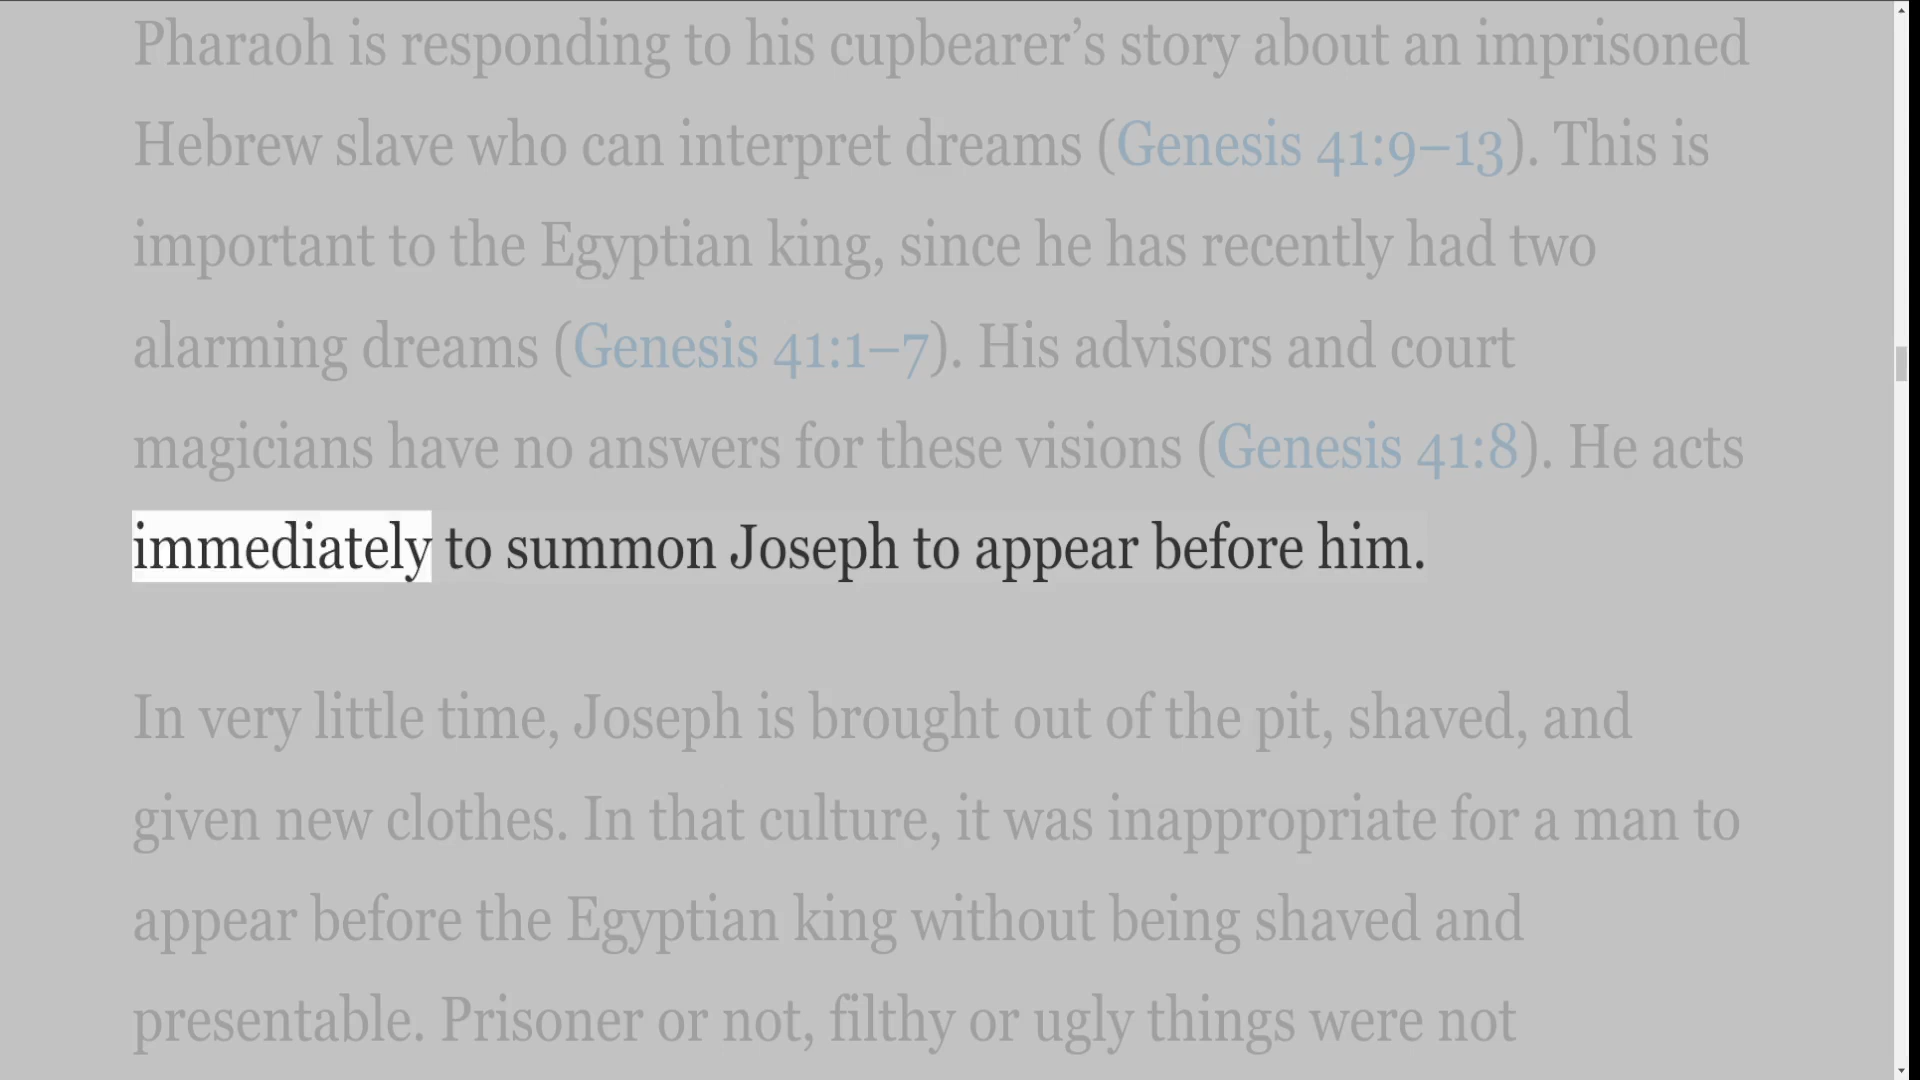 Pharaoh is responding to his cupbearer’s story about an imprisoned
Hebrew slave who can interpret dreams (Genesis 41:9–13). This is
important to the Egyptian king, since he has recently had two
alarming dreams (Genesis 41:1–7). His advisors and court
magicians have no answers for these visions (Genesis 41:8). He acts
immediately to summon Joseph to appear before him.
In very little time, Joseph is brought out of the pit, shaved, and
given new clothes. In that culture, it was inappropriate for a man to
appear before the Egyptian king without being shaved and
presentable. Prisoner or not, filthy or ugly things were not